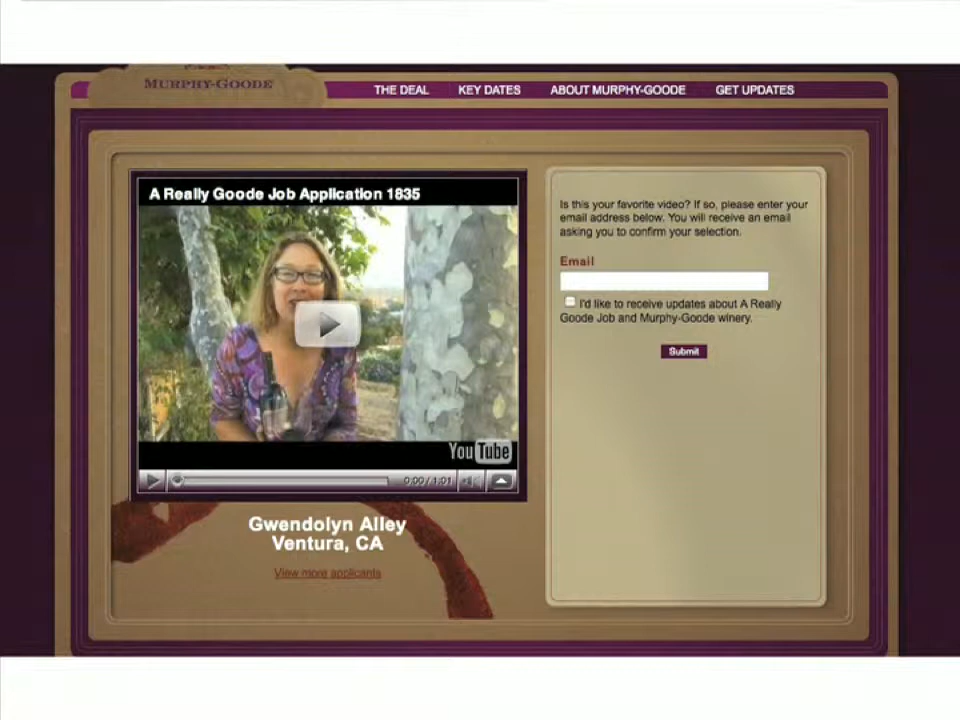 MURPHY-GOODE
THE DEAL KEY DATES ABOUT MURPHY-GOODE GET UPDATES
A Really Goode Job Application 1835
Is this your favorite video? If so, please enter your
email address below. You will receive an email
asking you to confirm your selection.
Email
I'd like to receive updates about A Really
Goode Job and Murphy-Goode winery.
Submit
YouTube
0:00 / 1:01
Gwendolyn Alley
Ventura, CA
View more applicants